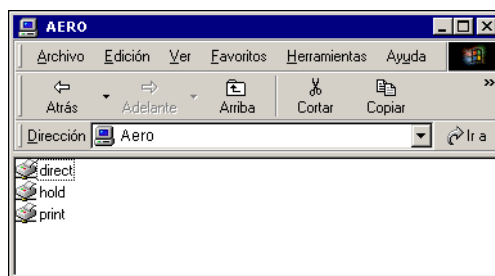 AERO
Archivo Edición Ver Favoritos Herramientas Ayuda
Atrás Adelante Arriba Cortar Copiar »
Dirección Aero Ir a
direct
hold
print